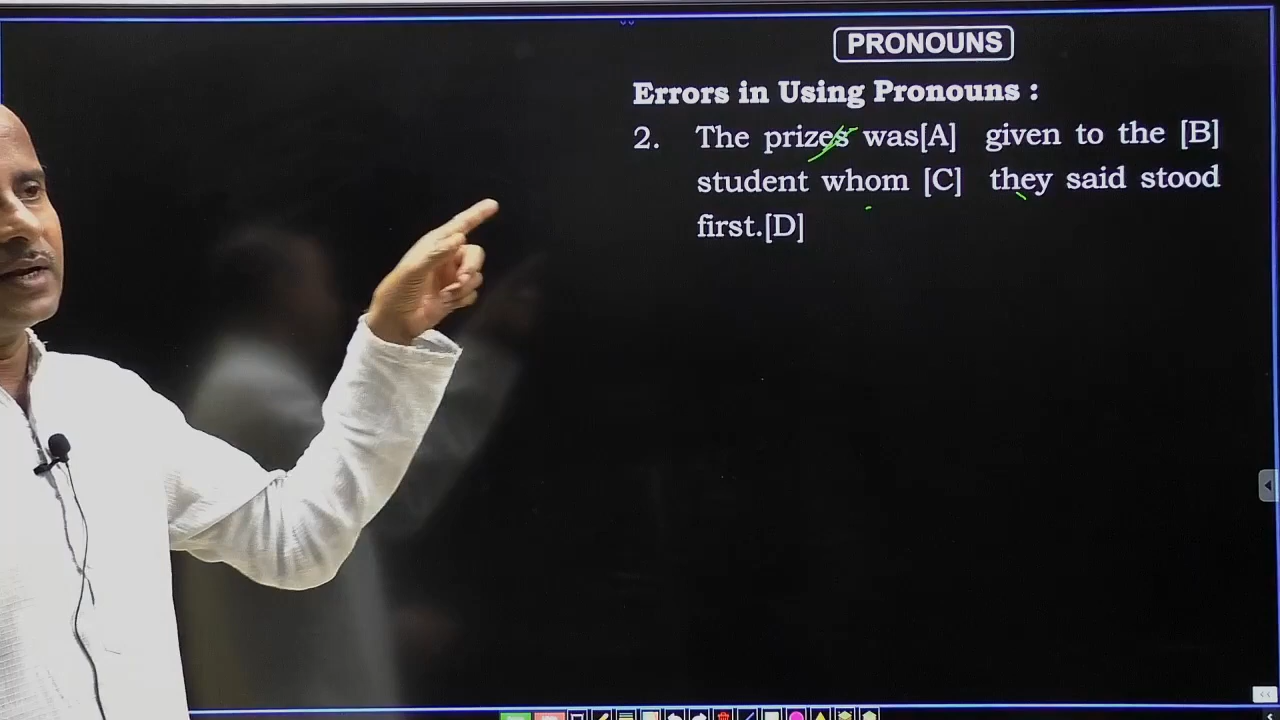 PRONOUNS
Errors in Using Pronouns :
2. The prizes was[A] given to the [B]
student whom [C] they said stood
first.[D]